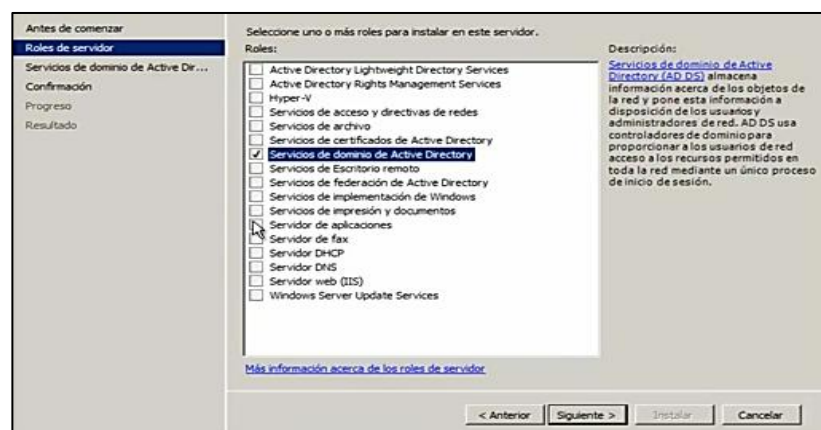 Antes de comenzar
Roles de servidor
Servicios de dominio de Active Dir...
Confirmación
Progreso
Resultado
Seleccione uno o más roles para instalar en este servidor.
Roles:
Active Directory Lightweight Directory Services
Active Directory Rights Management Services
Hyper-V
Servicios de acceso y directivas de redes
Servicios de archivo
Servicios de certificados de Active Directory
Servicios de dominio de Active Directory
Servicios de Escritorio remoto
Servicios de federación de Active Directory
Servicios de implementación de Windows
Servicios de impresión y documentos
Servidor de aplicaciones
Servidor de fax
Servidor DHCP
Servidor DNS
Servidor web (IIS)
Windows Server Update Services
Más información acerca de los roles de servidor
Descripción:
Servicios de dominio de Active
Directory (AD DS) almacena
información acerca de los objetos de
la red y pone esta información a
disposición de los usuarios y
administradores de red. AD DS usa
controladores de dominio para
proporcionar a los usuarios de red
acceso a los recursos permitidos en
toda la red mediante un único proceso
de inicio de sesión.
< Anterior
Siguiente >
Instalar
Cancelar